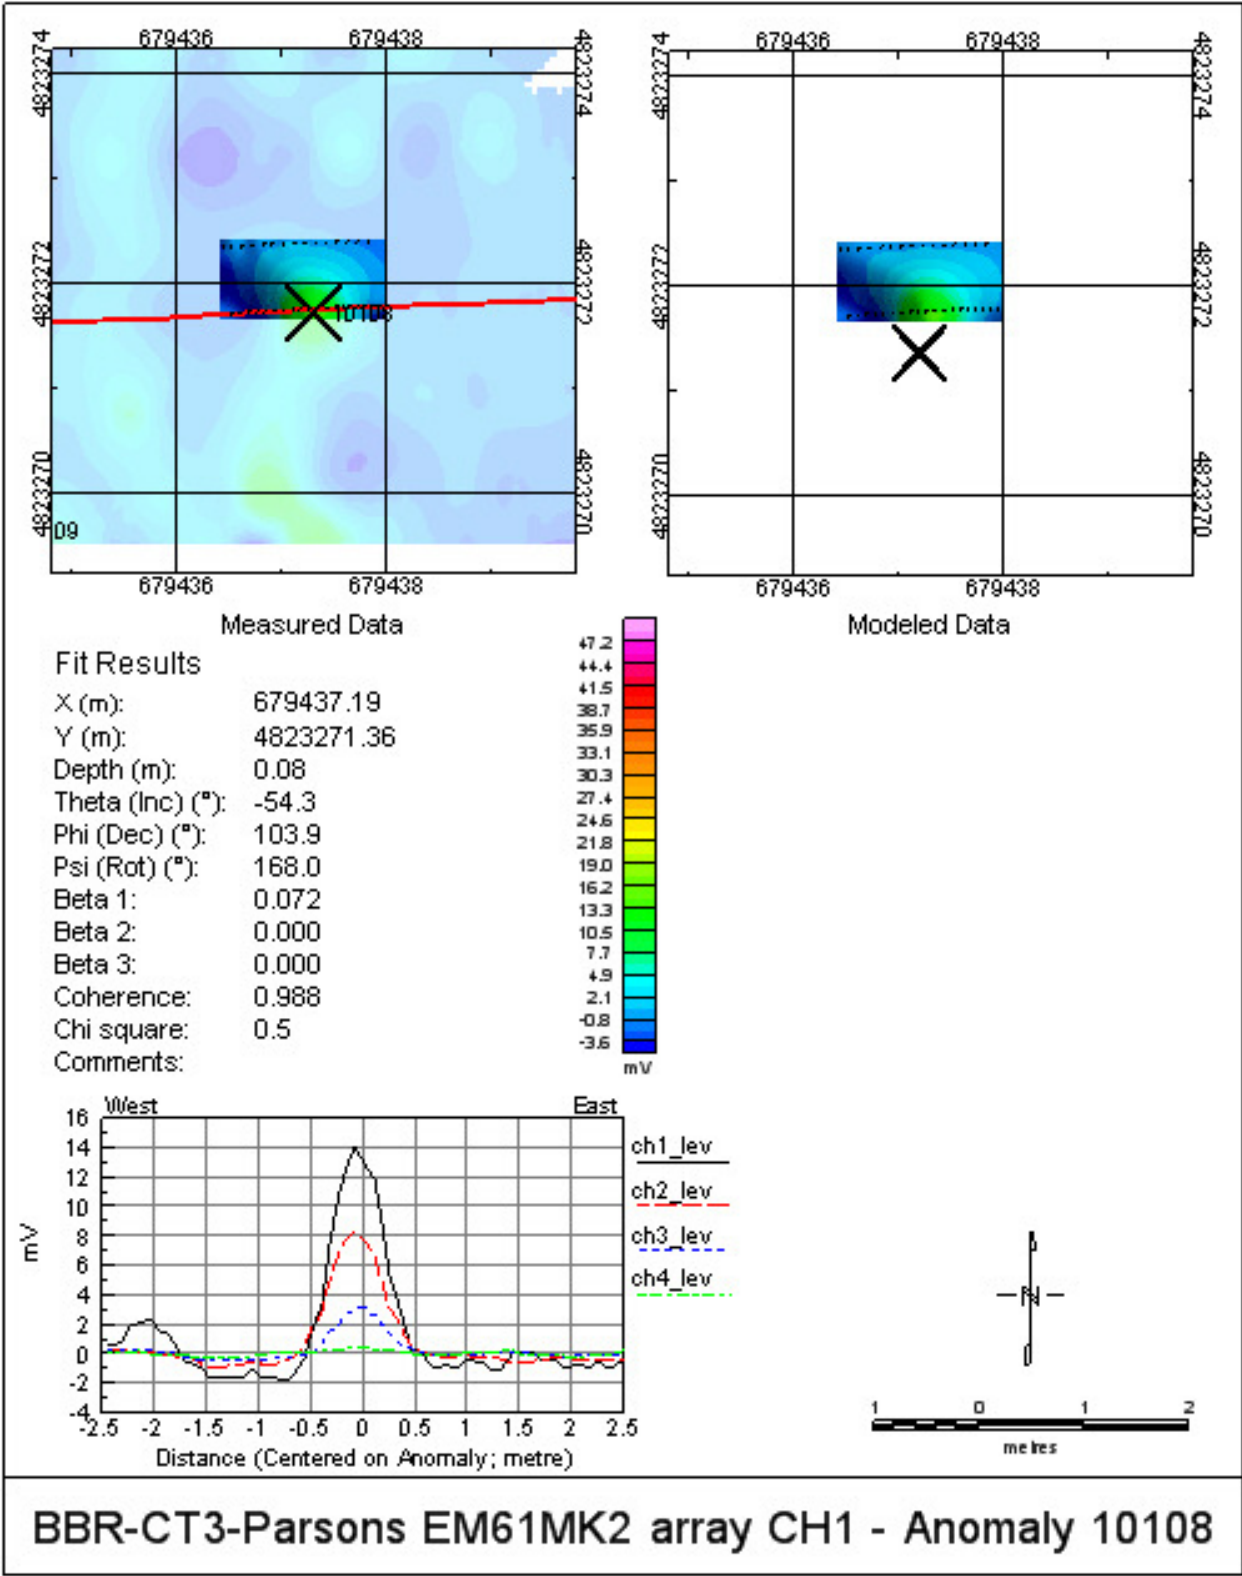 679436 679438
679436 679438
4823274 4823274
4823274 4823274
4823272 4823272
4823272 4823272
10108
4823270 4823270
4823270 4823270
09
679436 679438
679436 679438
Measured Data
Modeled Data
Fit Results
X (m): 679437.19
Y (m): 4823271.36
Depth (m): 0.08
Theta (Inc) (°): -54.3
Phi (Dec) (°): 103.9
Psi (Rot) (°): 168.0
Beta 1: 0.072
Beta 2: 0.000
Beta 3: 0.000
Coherence: 0.988
Chi square: 0.5
Comments:
47.2
44.4
41.5
38.7
35.9
33.1
30.3
27.4
24.6
21.8
19.0
16.2
13.3
10.5
7.7
4.9
2.1
-0.8
-3.6
mV
West East
16
14
12
10
8
6
4
2
0
-2
-4
mV
-2.5 -2 -1.5 -1 -0.5 0 0.5 1 1.5 2 2.5
Distance (Centered on Anomaly; metre)
ch1_lev
ch2_lev
ch3_lev
ch4_lev
N
1 0 1 2
metres
BBR-CT3-Parsons EM61MK2 array CH1 - Anomaly 10108